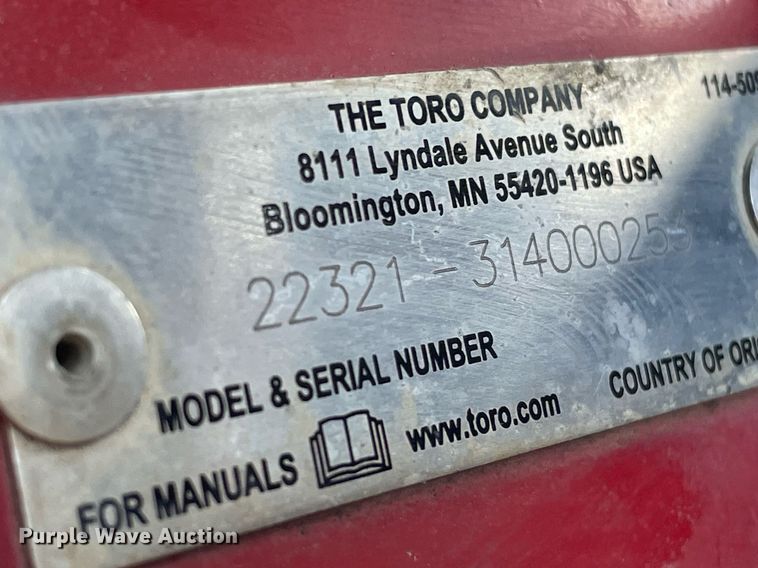 THE TORO COMPANY
8111 Lyndale Avenue South
Bloomington, MN 55420-1196 USA
MODEL & SERIAL NUMBER
COUNTRY OF
FOR MANUALS www.toro.com
Purple Wave Auction